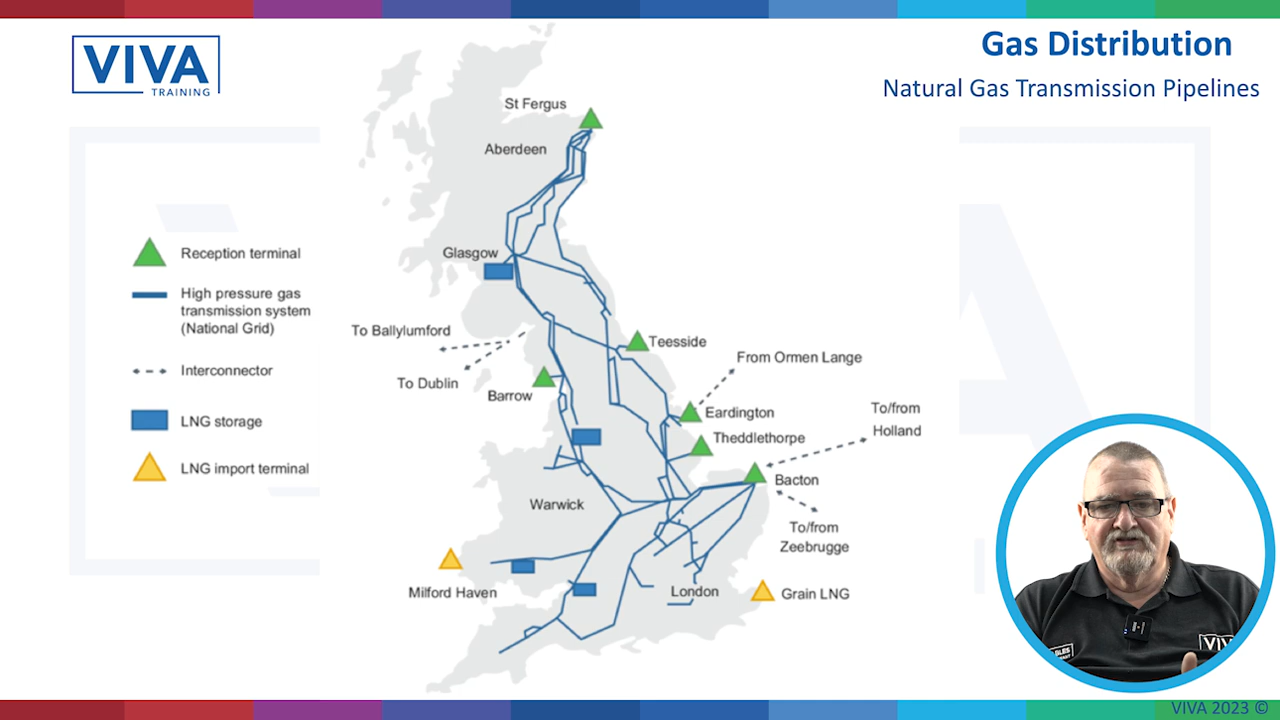 VIVA
TRAINING
Gas Distribution
Natural Gas Transmission Pipelines
St Fergus
Aberdeen
Glasgow
Reception terminal
High pressure gas
transmission system
(National Grid)
Interconnector
LNG storage
LNG import terminal
To Ballylumford
To Dublin
Barrow
Teesside
From Ormen Lange
Eardington
Theddlethorpe
To/from
Holland
Bacton
To/from
Zeebrugge
Warwick
Milford Haven
London
Grain LNG
VIVA 2023 ©